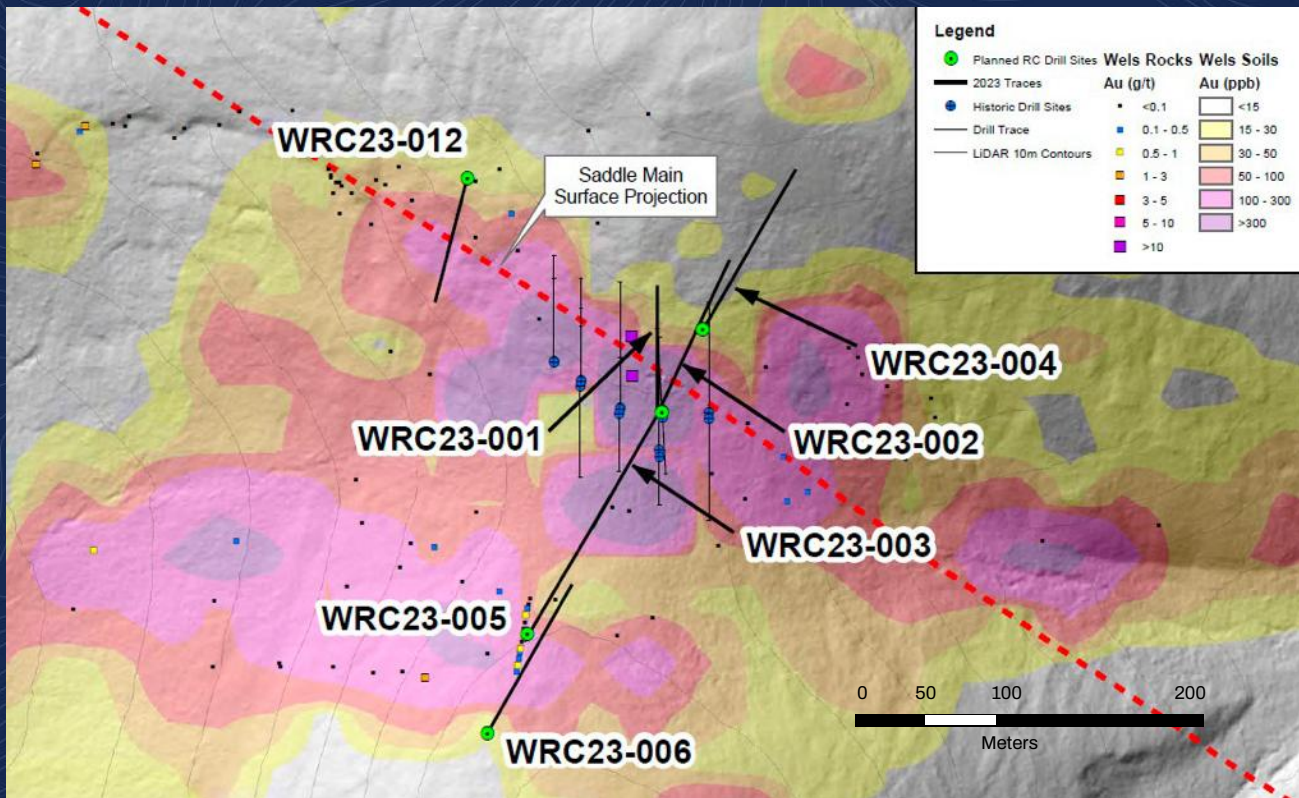 Legend
Planned RC Drill Sites
2023 Traces
Historic Drill Sites
Drill Trace
LiDAR 10m Contours
Wels Rocks
Au (g/t)
<0.1
0.1 - 0.5
0.5 - 1
1 - 3
3 - 5
5 - 10
>10
Wels Soils
Au (ppb)
<15
15 - 30
30 - 50
50 - 100
100 - 300
>300
WRC23-012
Saddle Main
Surface Projection
WRC23-004
WRC23-001
WRC23-002
WRC23-003
WRC23-005
WRC23-006
0 50 100 200
Meters